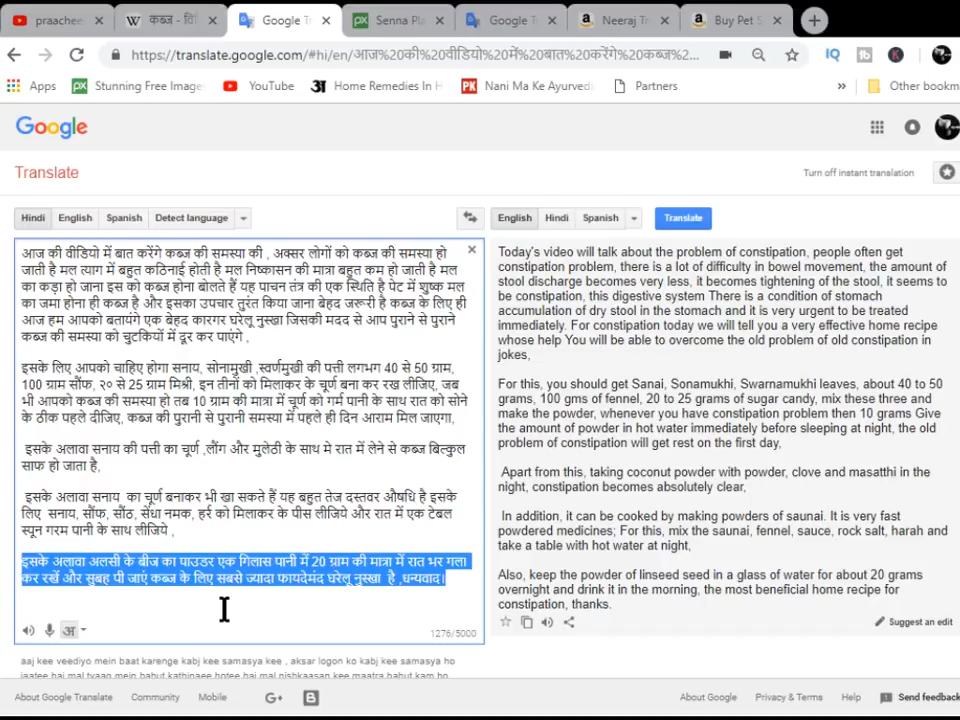 praachee
कब्ज - वि
Google Tr
Senna Pla
Google T
Neeraj Tr
Buy Pet S
https://translate.google.com/#hi/en/आज%20की%20वीडियो%20में%20बात%20करेंगे%20कब्ज%2...
Apps
Stunning Free Image
YouTube
Home Remedies In H
Nani Ma Ke Ayurved
Partners
»
Other bookm
Google
Translate
Turn off instant translation
Hindi English Spanish Detect language
English Hindi Spanish Translate
आज की वीडियो में बात करेंगे कब्ज की समस्या की , अक्सर लोगों को कब्ज की समस्या हो
जाती है मल त्याग में बहुत कठिनाई होती है मल निष्कासन की मात्रा बहुत कम हो जाती है मल
का कड़ा हो जाना इस को कब्ज होना बोलते हैं यह पाचन तंत्र की एक स्थिति है पेट में शुष्क मल
का जमा होना ही कब्ज है और इसका उपचार तुरंत किया जाना बेहद जरूरी है कब्ज के लिए ही
आज हम आपको बतायंगे एक बेहद कारगर घरेलू नुस्खा जिसकी मदद से आप पुराने से पुराने
कब्ज की समस्या को चुटकियों में दूर कर पाएंगे ,
इसके लिए आपको चाहिए होगा सनाय, सोनामुखी ,स्वर्णमुखी की पत्ती लगभग 40 से 50 ग्राम,
100 ग्राम सौंफ, २० से 25 ग्राम मिश्री, इन तीनों को मिलाकर के चूर्ण बना कर रख लीजिए, जब
भी आपको कब्ज की समस्या हो तब 10 ग्राम की मात्रा में चूर्ण को गर्म पानी के साथ रात को सोने
के ठीक पहले दीजिए, कब्ज की पुरानी से पुरानी समस्या में पहले ही दिन आराम मिल जाएगा,
इसके अलावा सनाय की पत्ती का चूर्ण ,लौंग और मुलेठी के साथ मे रात में लेने से कब्ज बित्कुल
साफ हो जाता है,
इसके अलावा सनाय का चूर्ण बनाकर भी खा सकते हैं यह बहुत तेज दस्तवर औषधि है इसके
लिए सनाय, सौंफ, सौंठ, सेंधा नमक, हर्र को मिलाकर के पीस लीजिये और रात में एक टेबल
स्पून गरम पानी के साथ लीजिये ,
इसके अलावा अलसी के बीज का पाउडर एक गिलास पानी में 20 ग्राम की मात्रा में रात भर गला
कर रखें और सुबह पी जाएं कब्ज के लिए सबसे ज्यादा फायदेमंद घरेलू नुस्खा है ,धन्यवाद।
अ
1276/5000
aaj kee veediyo mein baat karenge kabj kee samasya kee , aksar logon ko kabj kee samasya ho
jaatee hai mal tyaag mein bahut kathinaee hotee hai mal nishkaasan kee maatra bahut kam ho
Today's video will talk about the problem of constipation, people often get
constipation problem, there is a lot of difficulty in bowel movement, the amount of
stool discharge becomes very less, it becomes tightening of the stool, it seems to
be constipation, this digestive system There is a condition of stomach
accumulation of dry stool in the stomach and it is very urgent to be treated
immediately. For constipation today we will tell you a very effective home recipe
whose help You will be able to overcome the old problem of old constipation in
jokes,
For this, you should get Sanai, Sonamukhi, Swarnamukhi leaves, about 40 to 50
grams, 100 gms of fennel, 20 to 25 grams of sugar candy, mix these three and
make the powder, whenever you have constipation problem then 10 grams Give
the amount of powder in hot water immediately before sleeping at night, the old
problem of constipation will get rest on the first day,
Apart from this, taking coconut powder with powder, clove and masatthi in the
night, constipation becomes absolutely clear,
In addition, it can be cooked by making powders of saunai. It is very fast
powdered medicines; For this, mix the saunai, fennel, sauce, rock salt, harah and
take a table with hot water at night,
Also, keep the powder of linseed seed in a glass of water for about 20 grams
overnight and drink it in the morning, the most beneficial home recipe for
constipation, thanks.
Suggest an edit
About Google Translate Community Mobile G+ B About Google Privacy & Terms Help Send feedback